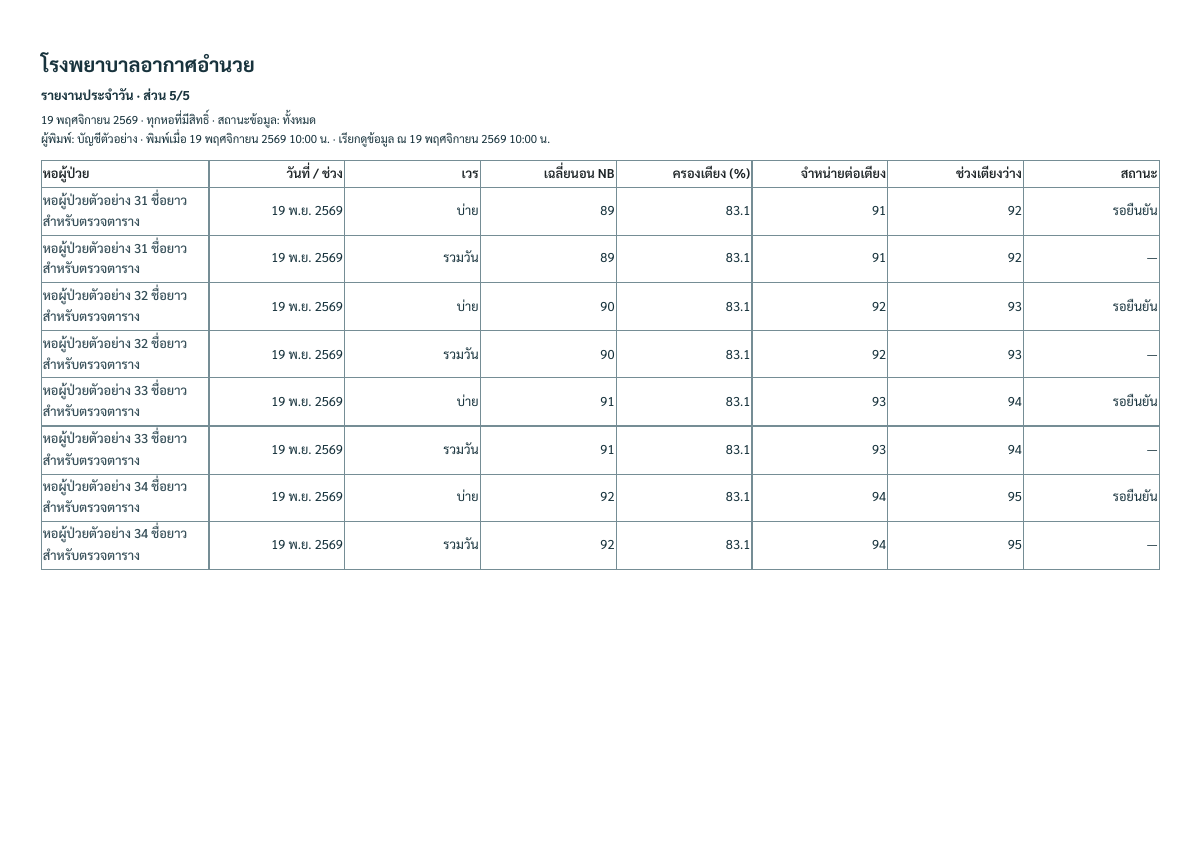 โรงพยาบาลอากาศอำนวย
รายงานประจำวัน · ส่วน 5/5
19 พฤศจิกายน 2569 · ทุกหอที่มีสิทธิ์ · สถานะข้อมูล: ทั้งหมด
ผู้พิมพ์: บัญชีตัวอย่าง · พิมพ์เมื่อ 19 พฤศจิกายน 2569 10:00 น. · เรียกดูข้อมูล ณ 19 พฤศจิกายน 2569 10:00 น.
หอผู้ป่วย วันที่ / ช่วง เวร เฉลี่ยนอน NB ครองเตียง (%) จำหน่ายต่อเตียง ช่วงเตียงว่าง สถานะ
หอผู้ป่วยตัวอย่าง 31 ชื่อยาว
สำหรับตรวจตาราง 19 พ.ย. 2569 บ่าย 89 83.1 91 92 รอยืนยัน
หอผู้ป่วยตัวอย่าง 31 ชื่อยาว
สำหรับตรวจตาราง 19 พ.ย. 2569 รวมวัน 89 83.1 91 92 —
หอผู้ป่วยตัวอย่าง 32 ชื่อยาว
สำหรับตรวจตาราง 19 พ.ย. 2569 บ่าย 90 83.1 92 93 รอยืนยัน
หอผู้ป่วยตัวอย่าง 32 ชื่อยาว
สำหรับตรวจตาราง 19 พ.ย. 2569 รวมวัน 90 83.1 92 93 —
หอผู้ป่วยตัวอย่าง 33 ชื่อยาว
สำหรับตรวจตาราง 19 พ.ย. 2569 บ่าย 91 83.1 93 94 รอยืนยัน
หอผู้ป่วยตัวอย่าง 33 ชื่อยาว
สำหรับตรวจตาราง 19 พ.ย. 2569 รวมวัน 91 83.1 93 94 —
หอผู้ป่วยตัวอย่าง 34 ชื่อยาว
สำหรับตรวจตาราง 19 พ.ย. 2569 บ่าย 92 83.1 94 95 รอยืนยัน
หอผู้ป่วยตัวอย่าง 34 ชื่อยาว
สำหรับตรวจตาราง 19 พ.ย. 2569 รวมวัน 92 83.1 94 95 —